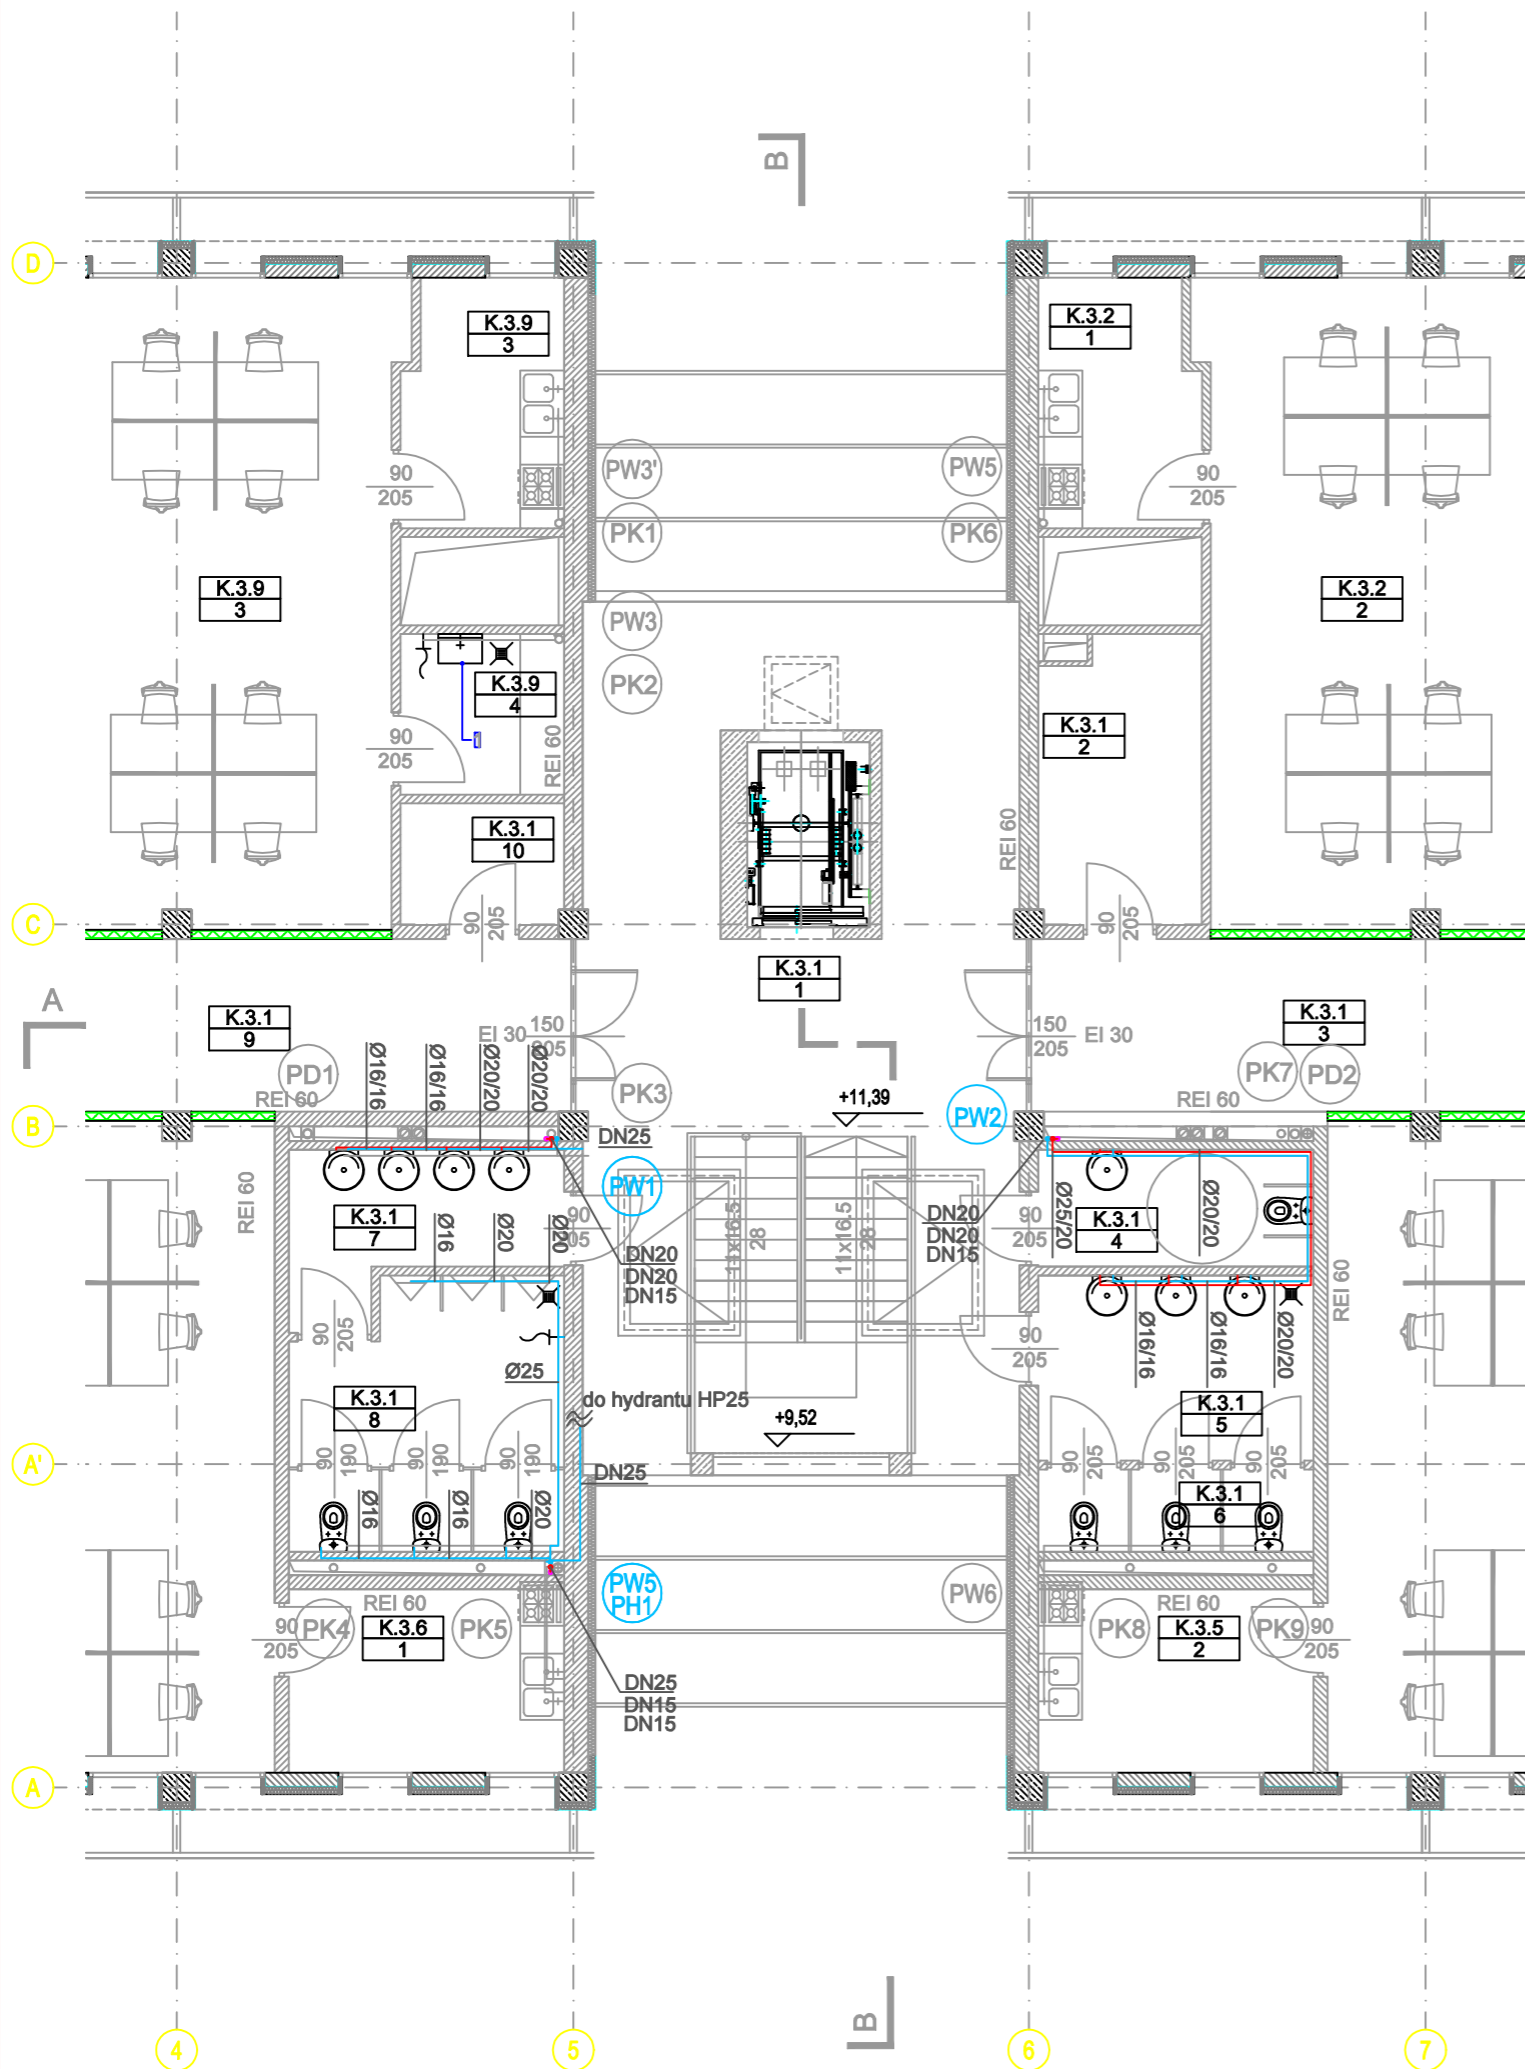 B
D
K.3.9
3
K.3.2
1
90
205
PW3'
PW5
90
205
PK1
PK6
K.3.9
3
K.3.2
2
PW3
PK2
K.3.9
4
90
205
REI 60
K.3.1
2
K.3.1
10
REI 60
C
90
205
90
205
K.3.1
1
A
K.3.1
9
K.3.1
3
EI 30
150
205
150
205
EI 30
Ø16/16
Ø16/16
Ø20/20
Ø20/20
PD1
PK3
PK7
PD2
REI 60
+11,39
PW2
REI 60
B
DN25
PW1
REI 60
K.3.1
7
Ø16
Ø20
Ø20
90
205
11x16.5
28
11x16.5
28
DN20
DN20
DN15
90
205
Ø25/20
K.3.1
4
Ø20/20
DN20
DN20
DN15
REI 60
90
205
90
205
Ø16/16
Ø16/16
Ø20/20
Ø25
K.3.1
8
do hydrantu HP25
+9,52
K.3.1
5
A'
90
190
90
190
90
190
DN25
90
205
90
205
90
205
K.3.1
6
Ø16
Ø16
Ø20
PW5
PH1
PW6
REI 60
REI 60
90
205
PK4
K.3.6
1
PK5
PK8
K.3.5
2
PK9
90
205
DN25
DN15
DN15
A
B
4
5
6
7